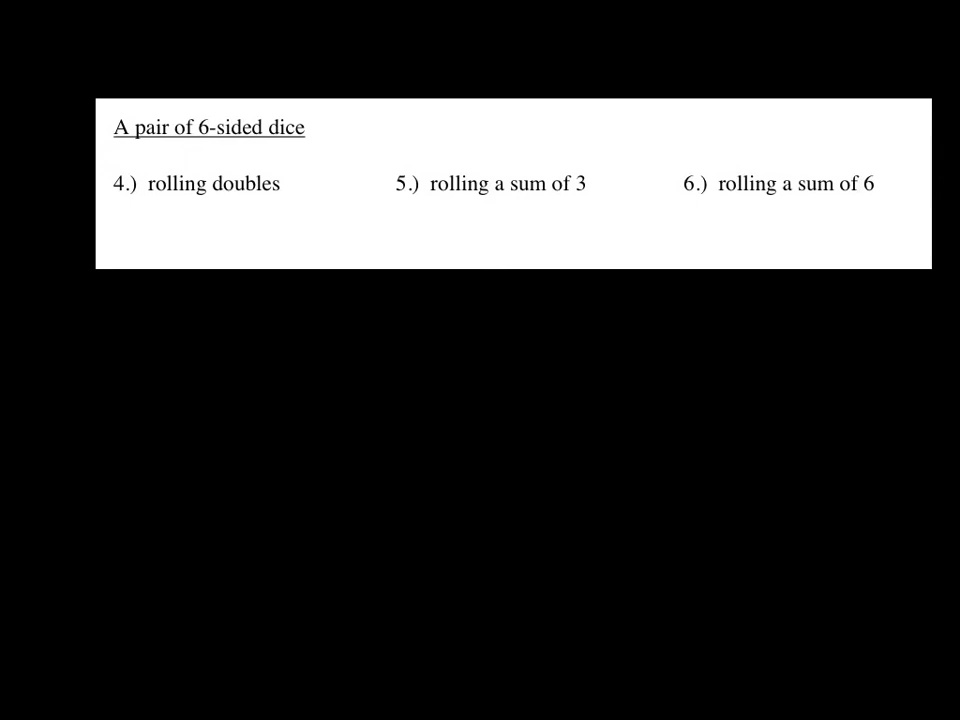 A pair of 6-sided dice
4.)  rolling doubles  5.)  rolling a sum of 3  6.)  rolling a sum of 6